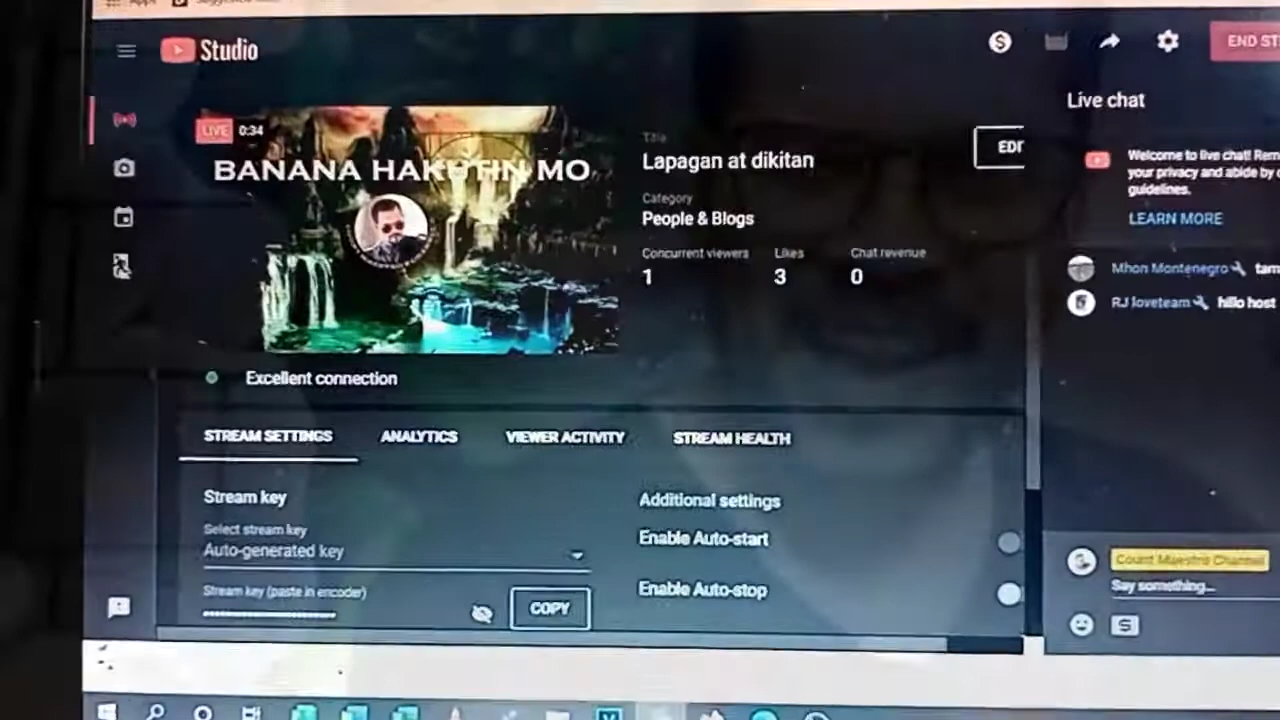 Apps
Studio
END ST
LIVE 0:34
BANANA HAKUTIN MO
Title
Lapagan at dikitan
EDI
Category
People & Blogs
Concurrent viewers Likes Chat revenue
1 3 0
Excellent connection
STREAM SETTINGS ANALYTICS VIEWER ACTIVITY STREAM HEALTH
Stream key
Select stream key
Auto-generated key
Stream key (paste in encoder)
COPY
Additional settings
Enable Auto-start
Enable Auto-stop
Live chat
Welcome to live chat! Rem
your privacy and abide by
guidelines.
LEARN MORE
Mhon Montenegro tam
RJ loveteam hillo host
Count Maestro Channel
Say something...